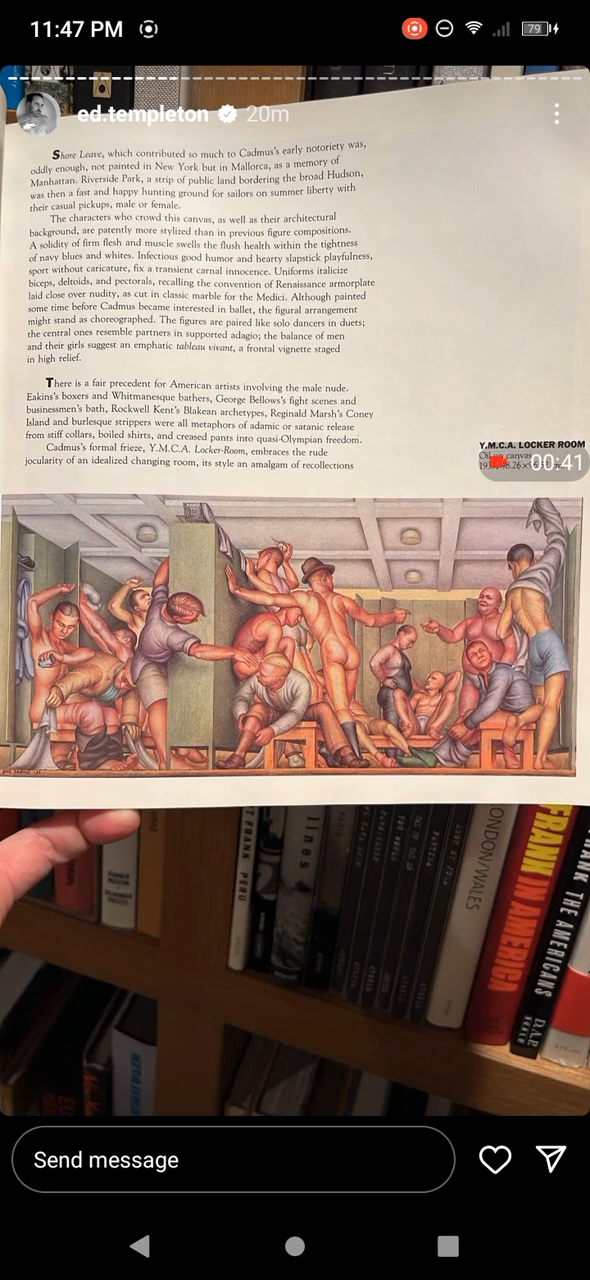 11:47 PM
79
ed.templeton 20m
Shore Leave, which contributed so much to Cadmus's early notoriety was,
oddly enough, not painted in New York but in Mallorca, as a memory of
Manhattan. Riverside Park, a strip of public land bordering the broad Hudson,
was then a fast and happy hunting ground for sailors on summer liberty with
their casual pickups, male or female.
The characters who crowd this canvas, as well as their architectural
background, are patently more stylized than in previous figure compositions.
A solidity of firm flesh and muscle swells the flush health within the tightness
of navy blues and whites. Infectious good humor and hearty slapstick playfulness,
sport without caricature, fix a transient carnal innocence. Uniforms italicize
biceps, deltoids, and pectorals, recalling the convention of Renaissance armorplate
laid close over nudity, as cut in classic marble for the Medici. Although painted
some time before Cadmus became interested in ballet, the figural arrangement
might stand as choreographed. The figures are paired like solo dancers in duets;
the central ones resemble partners in supported adagio; the balance of men
and their girls suggest an emphatic tableau vivant, a frontal vignette staged
in high relief.
There is a fair precedent for American artists involving the male nude.
Eakins's boxers and Whitmanesque bathers, George Bellows's fight scenes and
businessmen's bath, Rockwell Kent's Blakean archetypes, Reginald Marsh's Coney
Island and burlesque strippers were all metaphors of adamic or satanic release
from stiff collars, boiled shirts, and creased pants into quasi-Olympian freedom.
Cadmus's formal frieze, Y.M.C.A. Locker-Room, embraces the rude
jocularity of an idealized changing room, its style an amalgam of recollections
Y.M.C.A. LOCKER ROOM
canvas
00:41
FRANK PERU
lines
LONDON/WALES
FRANK IN AMERICA
FRANK THE AMERICANS
D.A.P.
Send message